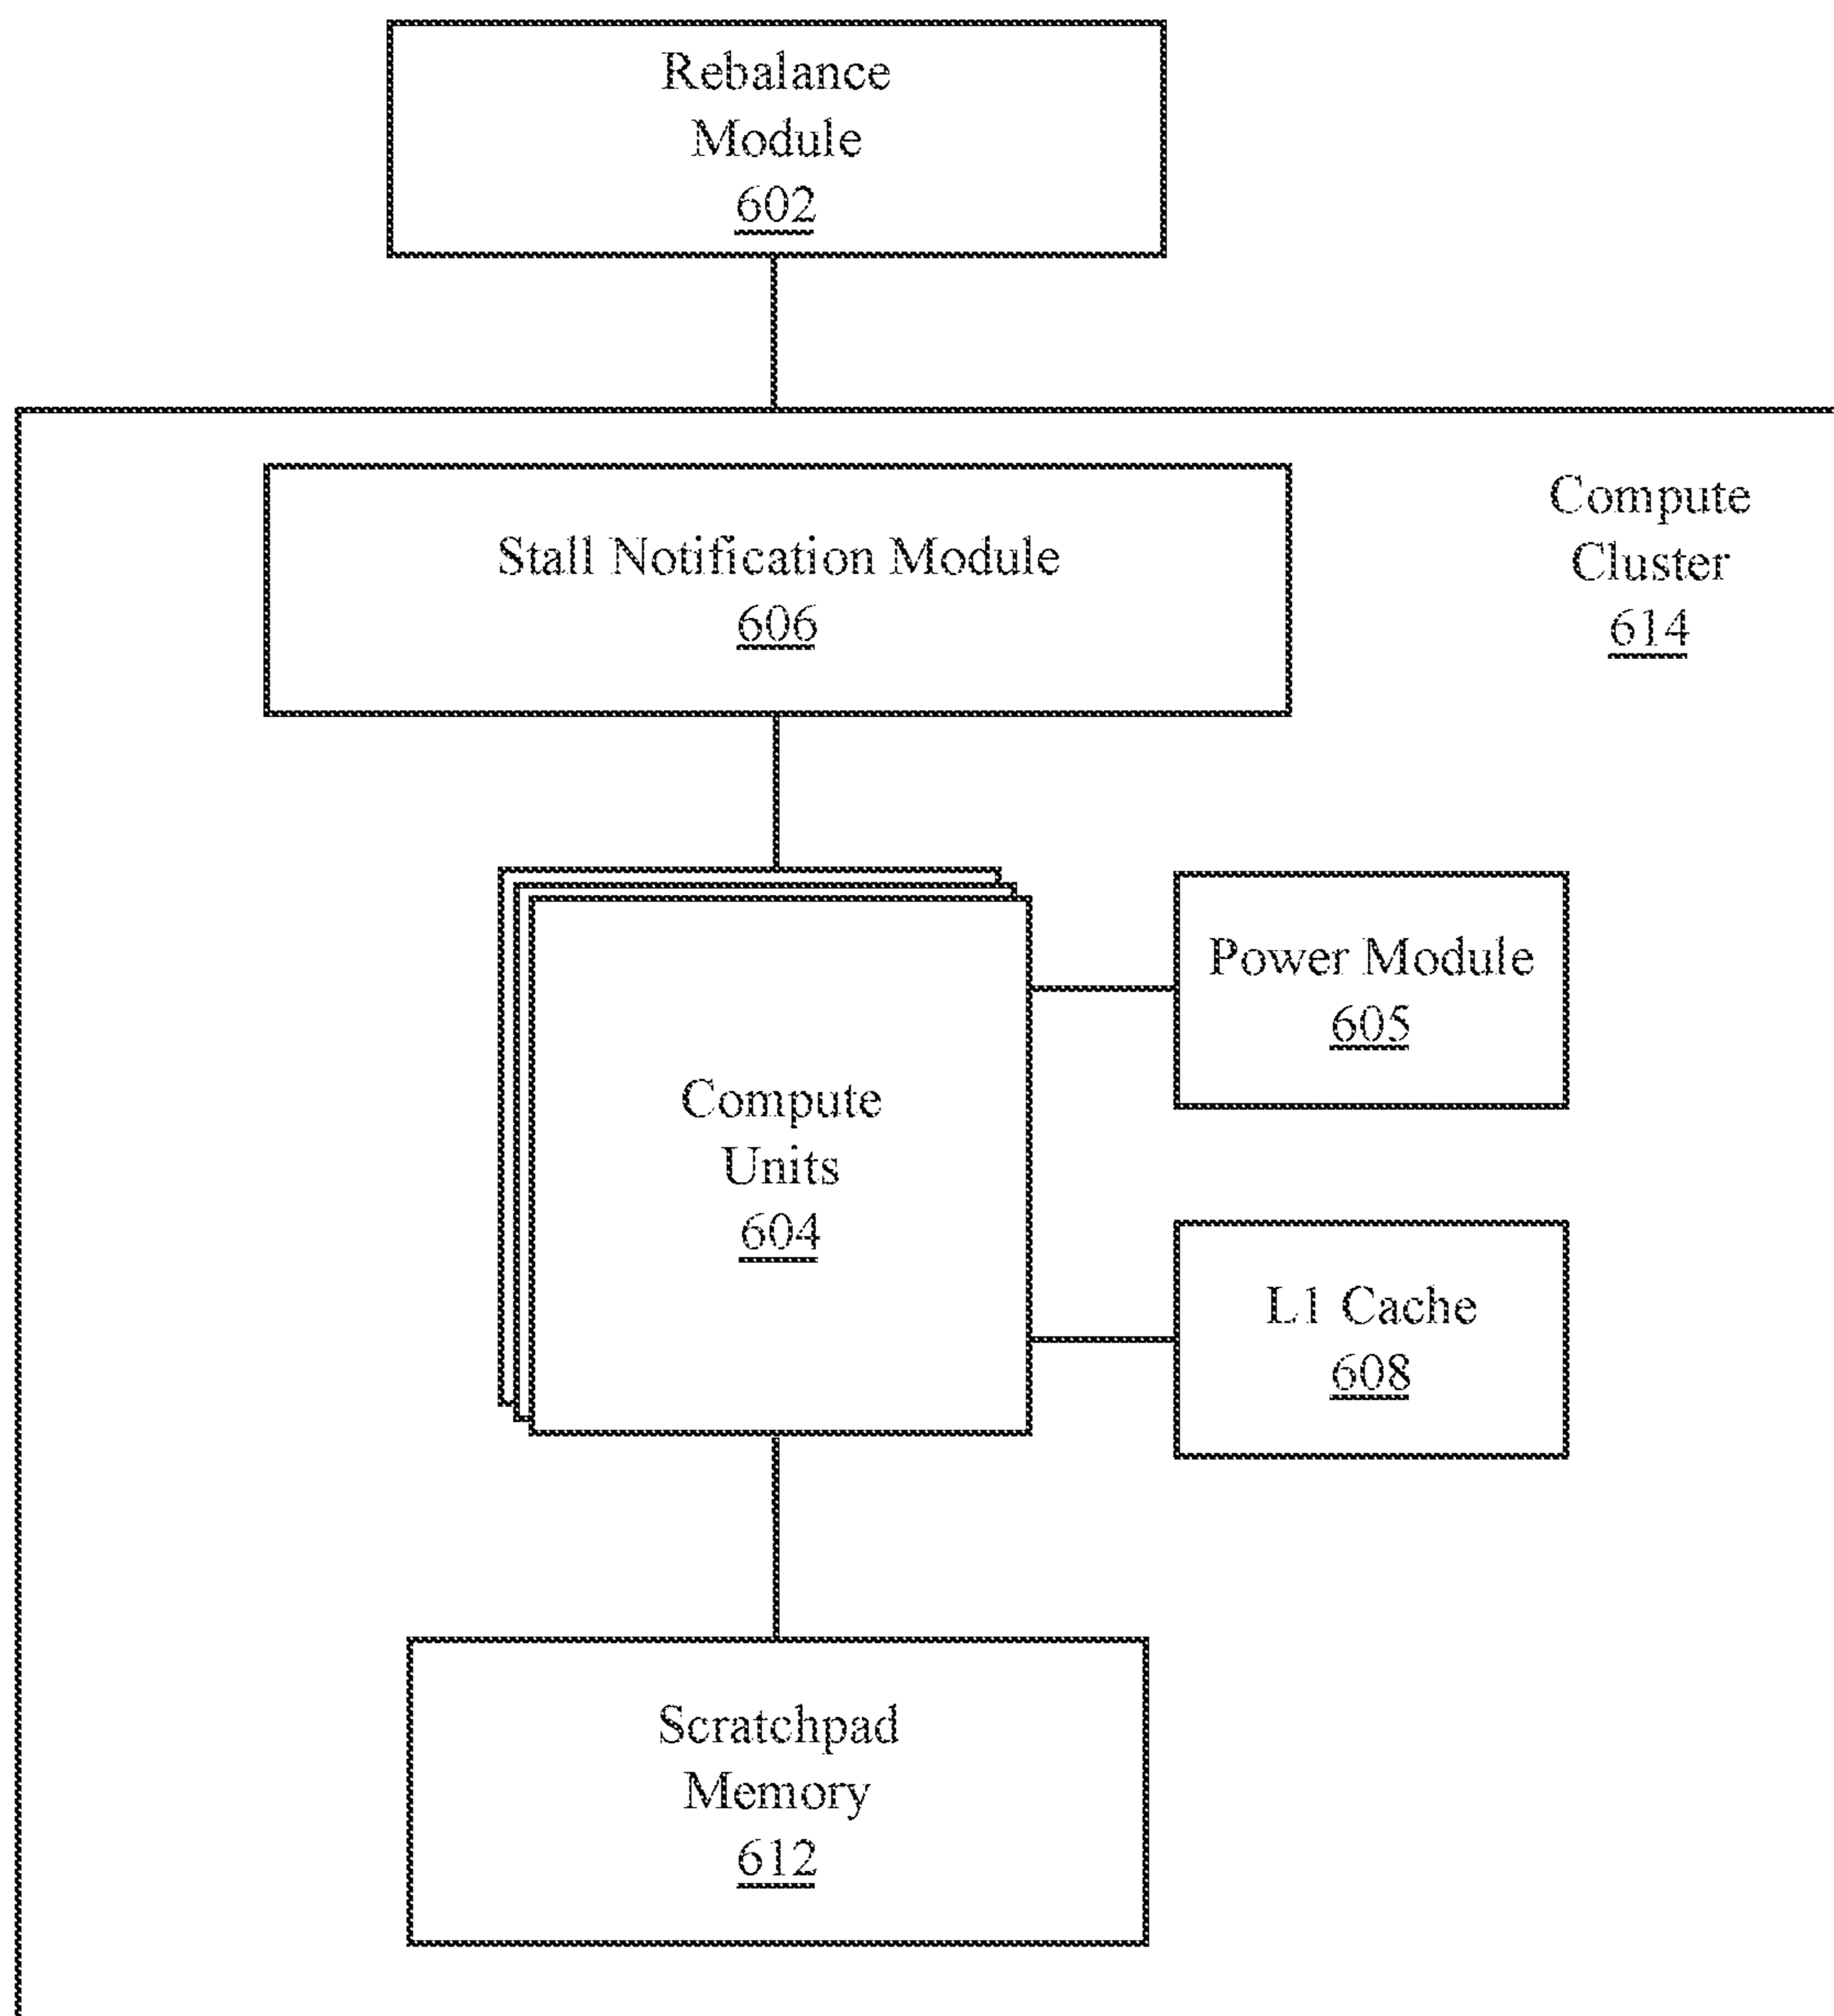 Rebalance
Module
602
Stall Notification Module
606
Compute
Cluster
614
Compute
Units
604
Power Module
605
L1 Cache
608
Scratchpad
Memory
612